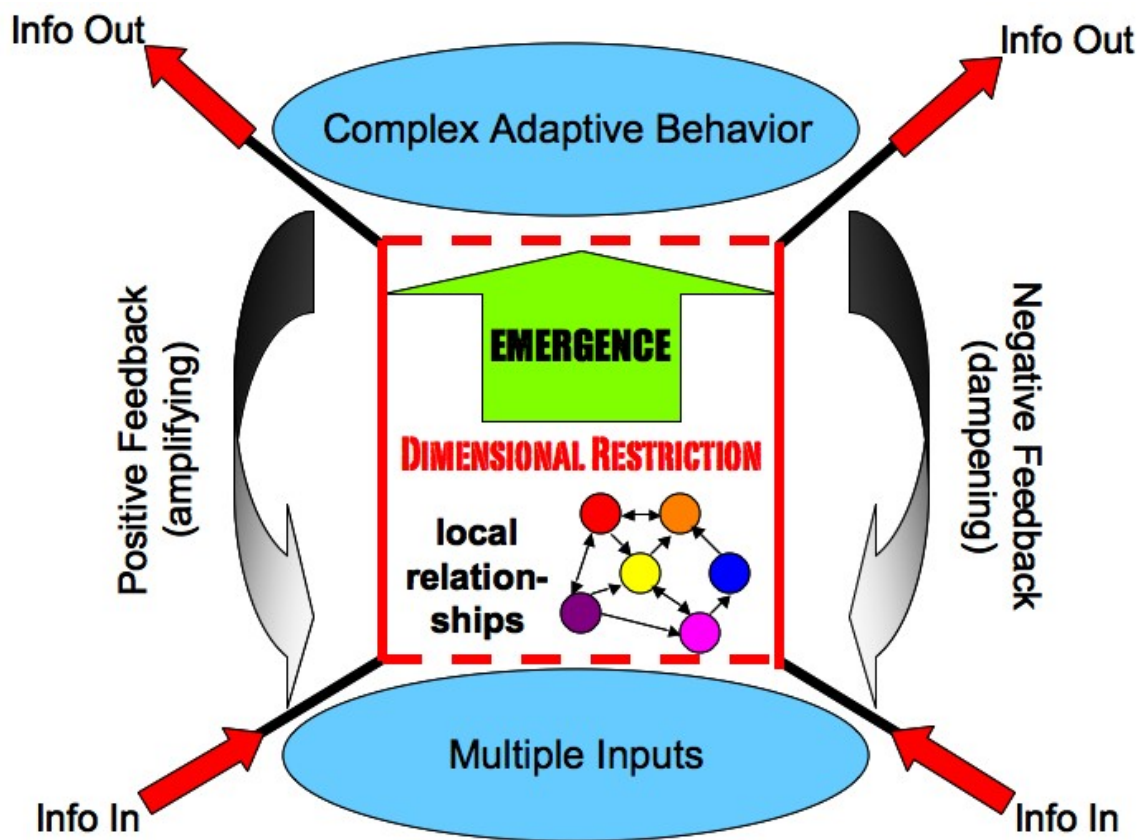 Info Out
Info Out
Complex Adaptive Behavior
Positive Feedback
(amplifying)
EMERGENCE
Negative Feedback
(dampening)
DIMENSIONAL RESTRICTION
local
relation-
ships
Multiple Inputs
Info In
Info In